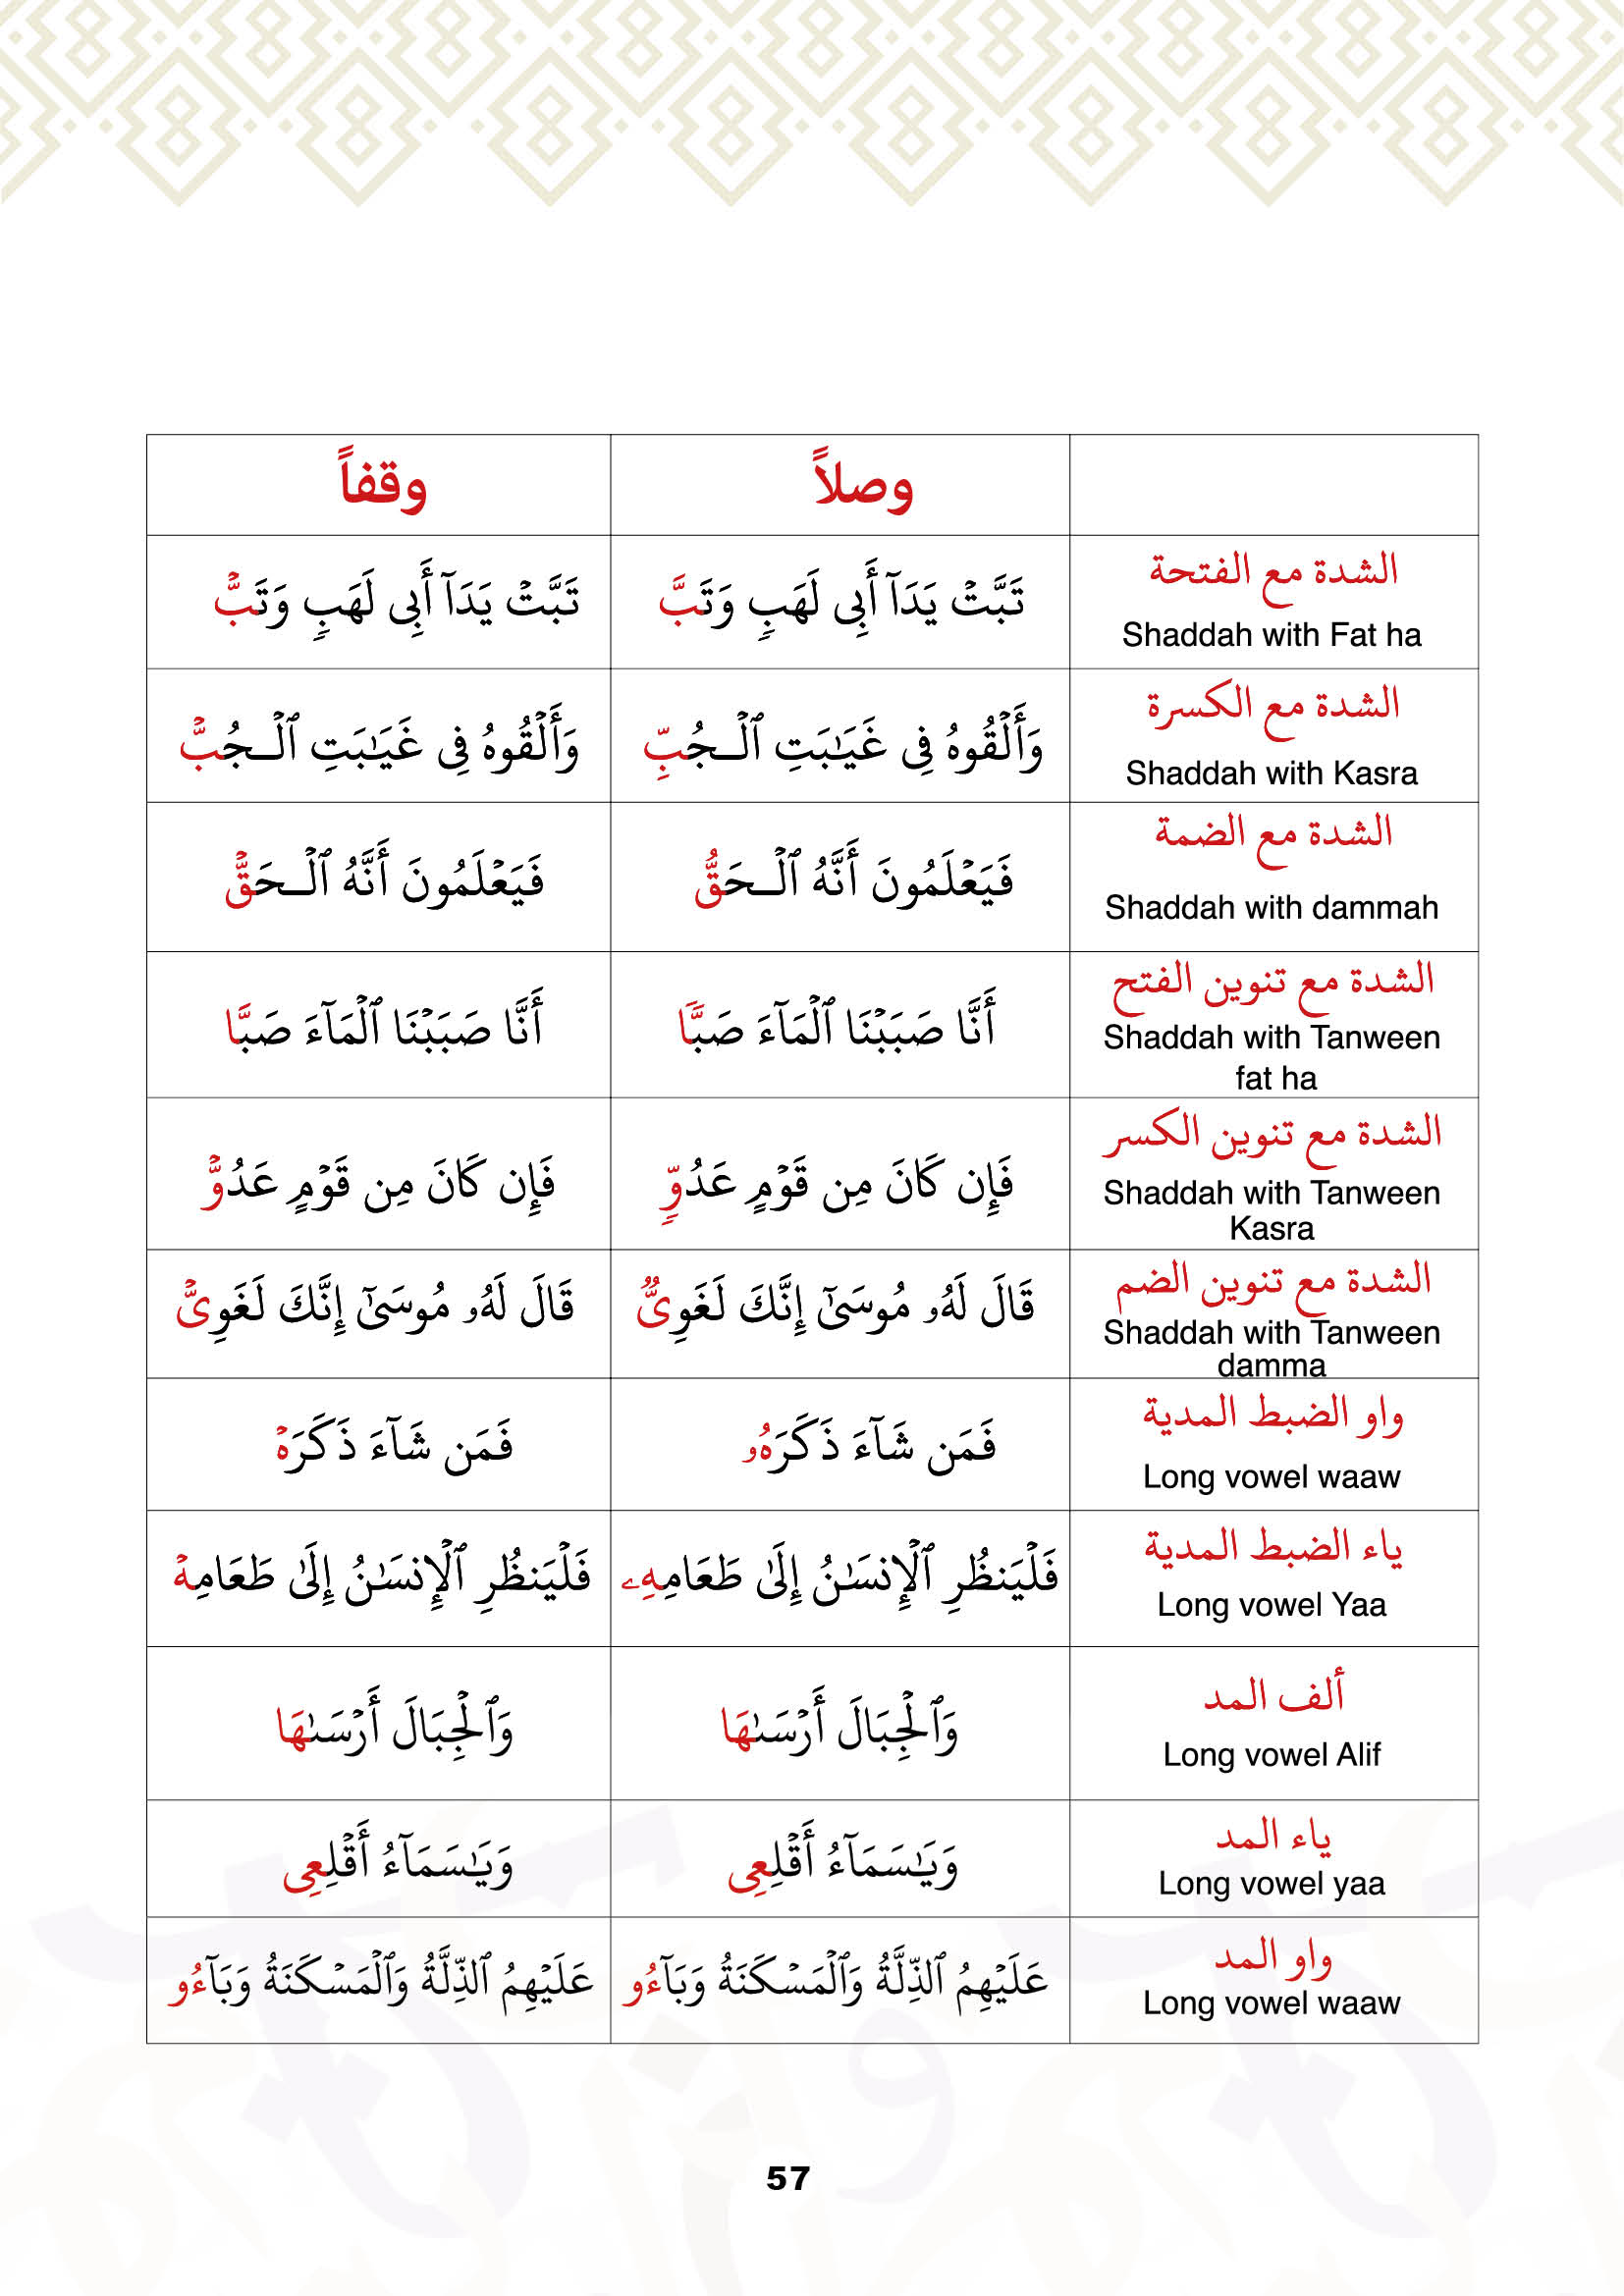 وصلاً وقفاً
الشدة مع الفتحة
Shaddah with Fat ha
تَبَّتۡ يَدَآ أَبِى لَهَبٖ وَتَبَّ
تَبَّتۡ يَدَآ أَبِى لَهَبٖ وَتَبّۡ
الشدة مع الكسرة
Shaddah with Kasra
وَأَلۡقُوهُ فِى غَيَٰبَتِ ٱلۡـجُبِّ
وَأَلۡقُوهُ فِى غَيَٰبَتِ ٱلۡـجُبّۡ
الشدة مع الضمة
Shaddah with dammah
فَيَعۡلَمُونَ أَنَّهُ ٱلۡـحَقُّ
فَيَعۡلَمُونَ أَنَّهُ ٱلۡـحَقّۡ
الشدة مع تنوين الفتح
Shaddah with Tanween
fat ha
أَنَّا صَبَبۡنَا ٱلۡمَآءَ صَبّٗا
أَنَّا صَبَبۡنَا ٱلۡمَآءَ صَبَّا
الشدة مع تنوين الكسر
Shaddah with Tanween
Kasra
فَإِن كَانَ مِن قَوۡمٍ عَدُوّٖ
فَإِن كَانَ مِن قَوۡمٍ عَدُوّۡ
الشدة مع تنوين الضم
Shaddah with Tanween
damma
قَالَ لَهُۥ مُوسَىٰٓ إِنَّكَ لَغَوِىّٞ
قَالَ لَهُۥ مُوسَىٰٓ إِنَّكَ لَغَوِىّۡ
واو الضبط المدية
Long vowel waaw
فَمَن شَآءَ ذَكَرَهُۥ
فَمَن شَآءَ ذَكَرَهۡ
ياء الضبط المدية
Long vowel Yaa
فَلۡيَنظُرِ ٱلۡإِنسَٰنُ إِلَىٰ طَعَامِهِۦ
فَلۡيَنظُرِ ٱلۡإِنسَٰنُ إِلَىٰ طَعَامِهۡ
ألف المد
Long vowel Alif
وَٱلۡجِبَالَ أَرۡسَىٰهَا
وَٱلۡجِبَالَ أَرۡسَىٰهَا
ياء المد
Long vowel yaa
وَيَٰسَمَآءُ أَقۡلِعِى
وَيَٰسَمَآءُ أَقۡلِعِى
واو المد
Long vowel waaw
عَلَيۡهِمُ ٱلذِّلَّةُ وَٱلۡمَسۡكَنَةُ وَبَآءُو
عَلَيۡهِمُ ٱلذِّلَّةُ وَٱلۡمَسۡكَنَةُ وَبَآءُو
57